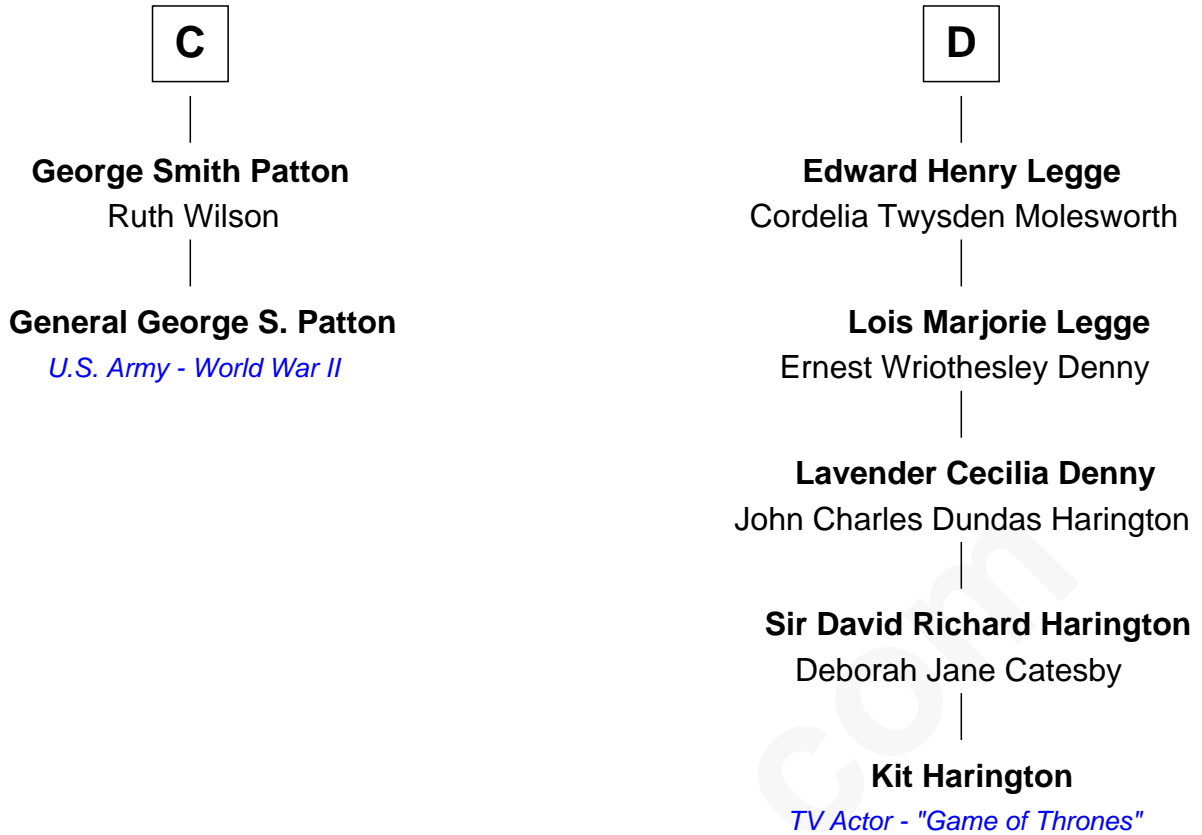 C
George Smith Patton
Ruth Wilson
General George S. Patton
U.S. Army - World War II
D
Edward Henry Legge
Cordelia Twysden Molesworth
Lois Marjorie Legge
Ernest Wriothesley Denny
Lavender Cecilia Denny
John Charles Dundas Harington
Sir David Richard Harington
Deborah Jane Catesby
Kit Harington
TV Actor - "Game of Thrones"
com